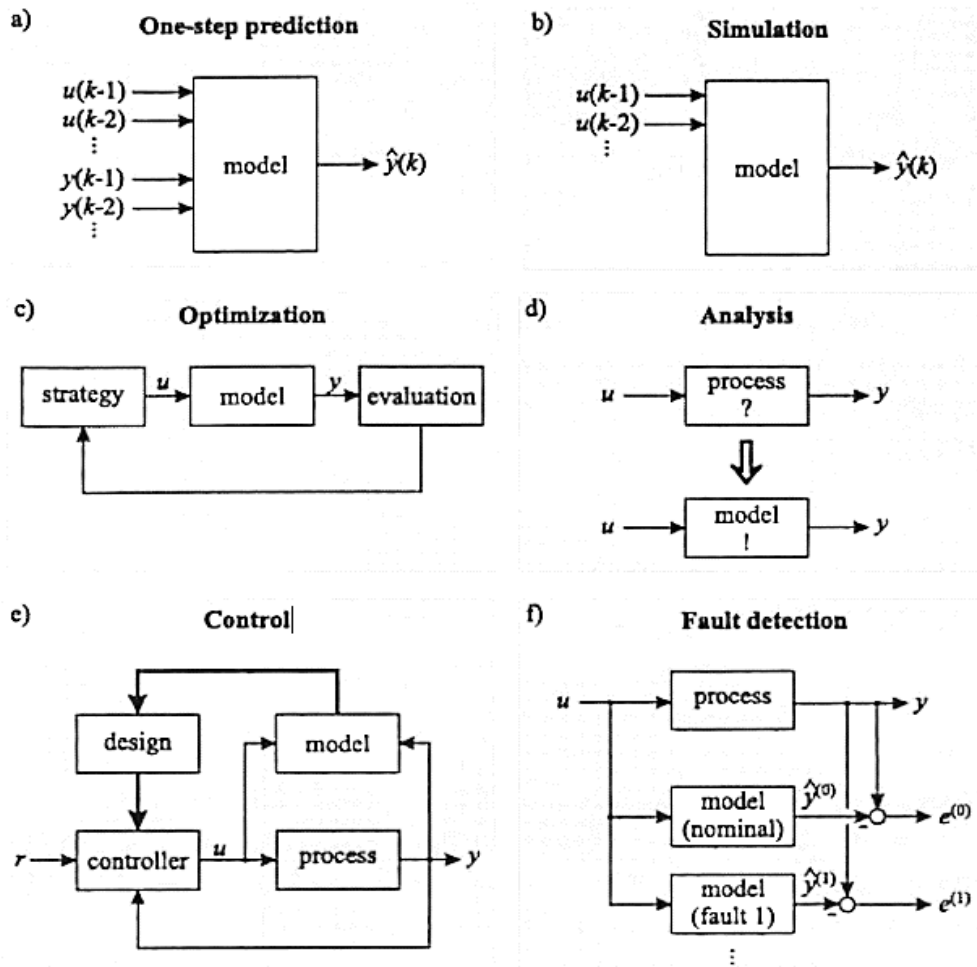 a)
One-step prediction
u(k-1)
u(k-2)
⋮
y(k-1)
y(k-2)
⋮
model
ŷ(k)
b)
Simulation
u(k-1)
u(k-2)
⋮
model
ŷ(k)
c)
Optimization
strategy
u
model
y
evaluation
d)
Analysis
u
process
?
y
u
model
!
y
e)
Control
design
model
r
controller
u
process
y
f)
Fault detection
u
process
y
model
(nominal)
ŷ⁽⁰⁾
-
e⁽⁰⁾
model
(fault 1)
ŷ⁽¹⁾
-
e⁽¹⁾
⋮